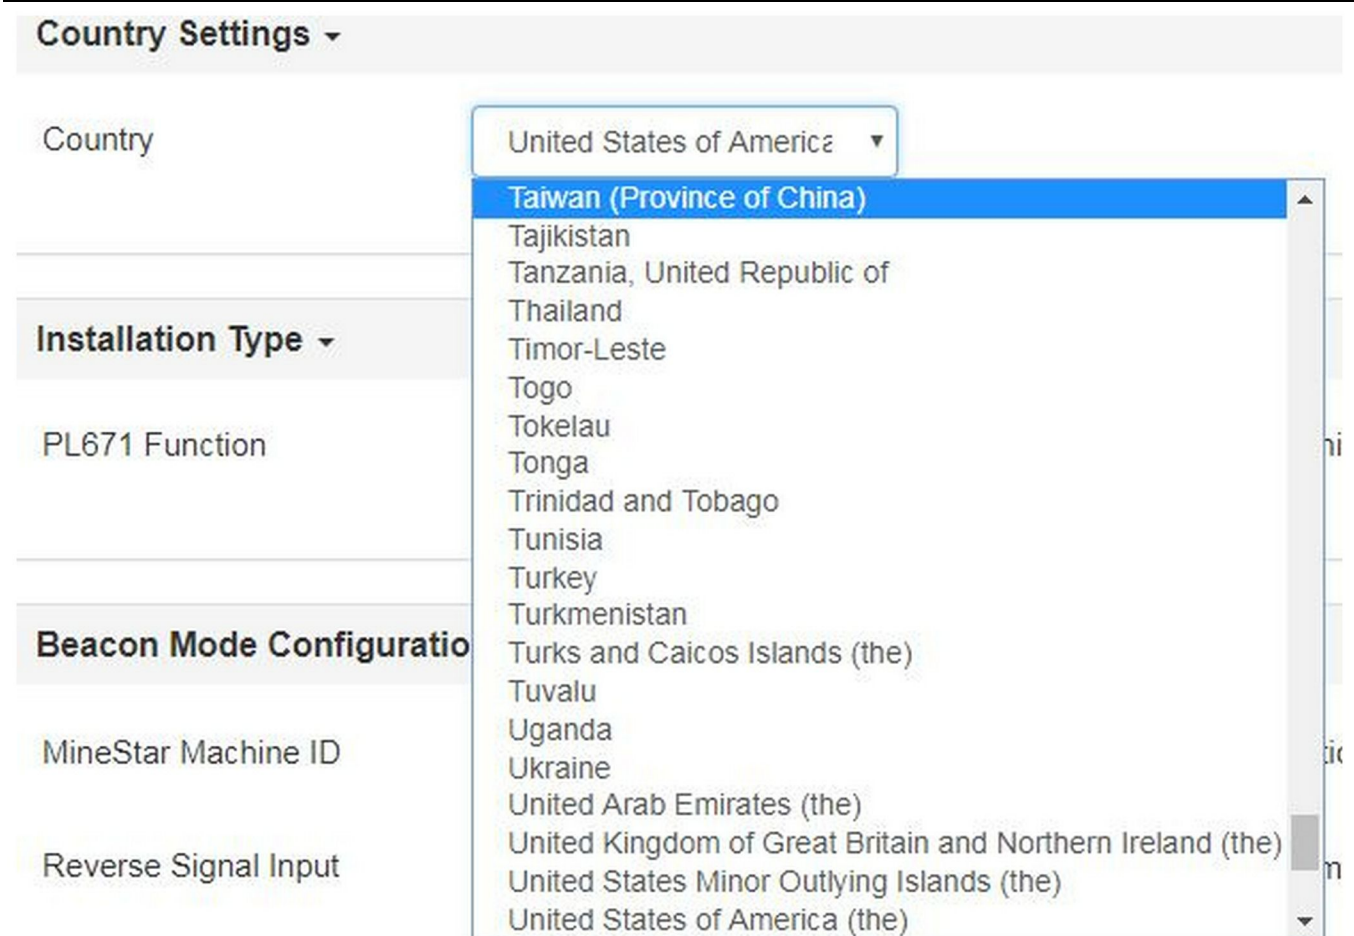 Country Settings
Country
United States of America
Taiwan (Province of China)
Tajikistan
Tanzania, United Republic of
Thailand
Timor-Leste
Togo
Tokelau
Tonga
Trinidad and Tobago
Tunisia
Turkey
Turkmenistan
Turks and Caicos Islands (the)
Tuvalu
Uganda
Ukraine
United Arab Emirates (the)
United Kingdom of Great Britain and Northern Ireland (the)
United States Minor Outlying Islands (the)
United States of America (the)
Installation Type
PL671 Function
Beacon Mode Configuratio
MineStar Machine ID
Reverse Signal Input